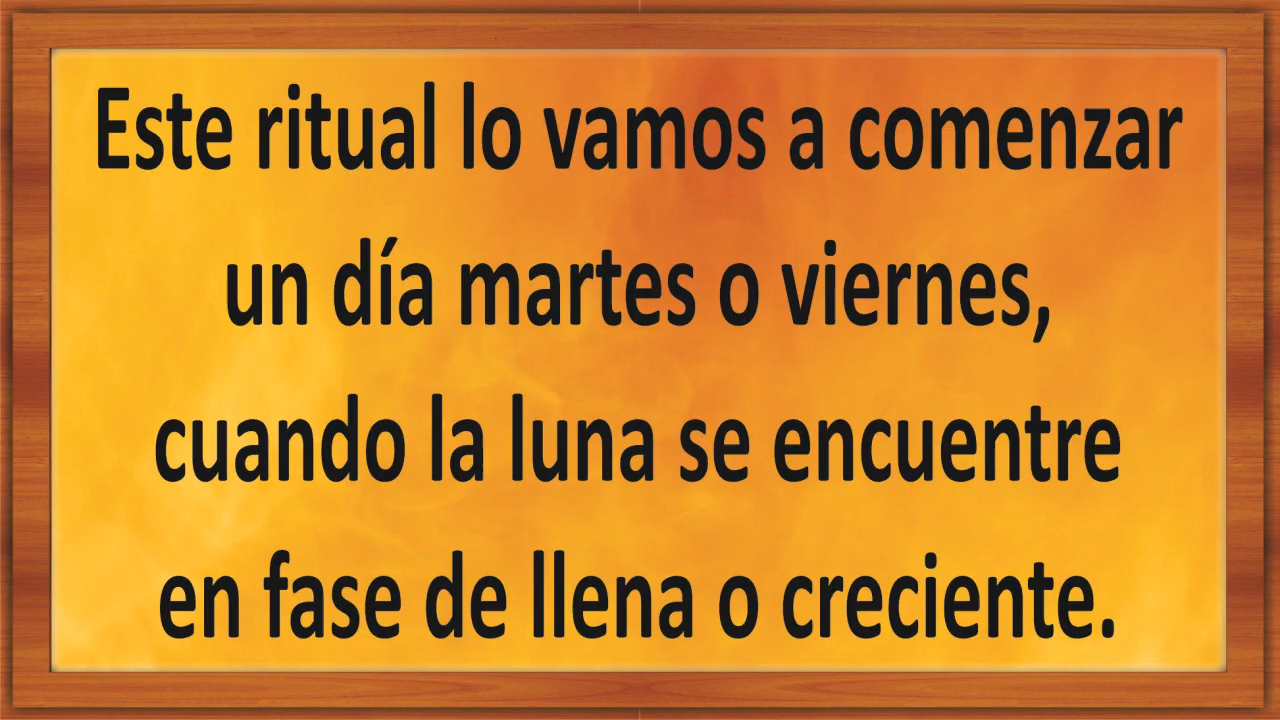 Este ritual lo vamos a comenzar
un día martes o viernes,
cuando la luna se encuentre
en fase de llena o creciente.